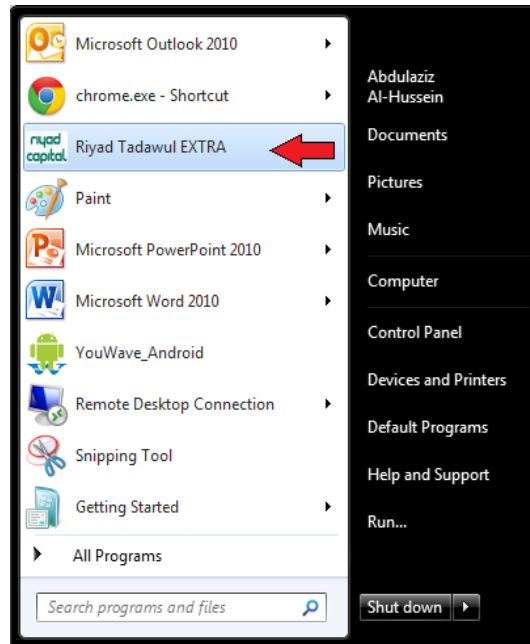 Microsoft Outlook 2010
chrome.exe - Shortcut
riyad
capital
Riyad Tadawul EXTRA
Paint
Microsoft PowerPoint 2010
Microsoft Word 2010
YouWave_Android
Remote Desktop Connection
Snipping Tool
Getting Started
All Programs
Search programs and files
Abdulaziz
Al-Hussein
Documents
Pictures
Music
Computer
Control Panel
Devices and Printers
Default Programs
Help and Support
Run...
Shut down